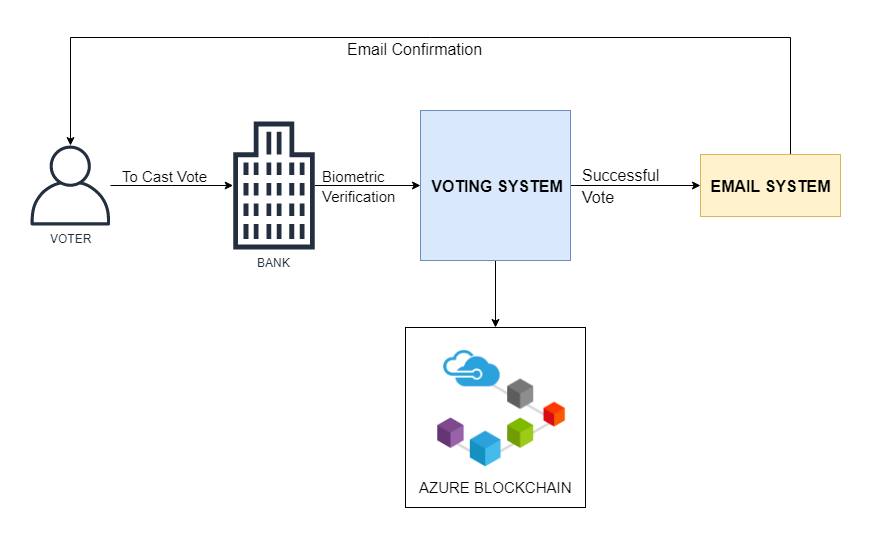 Email Confirmation
To Cast Vote
Biometric
Verification
VOTING SYSTEM
Successful
Vote
EMAIL SYSTEM
VOTER
BANK
AZURE BLOCKCHAIN